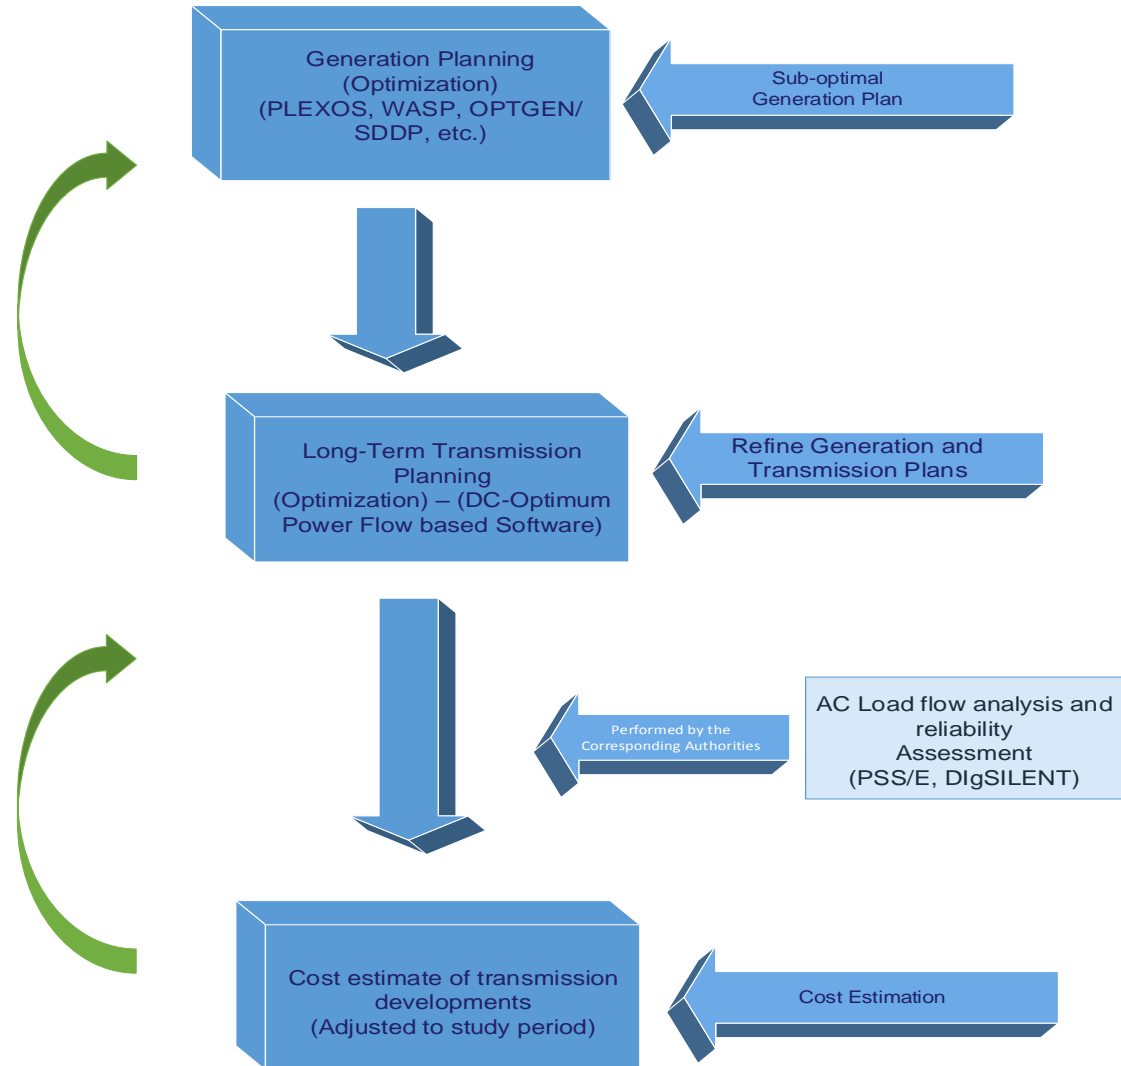 Generation Planning
(Optimization)
(PLEXOS, WASP, OPTGEN/
SDDP, etc.)
Sub-optimal
Generation Plan
Long-Term Transmission
Planning
(Optimization) – (DC-Optimum
Power Flow based Software)
Refine Generation and
Transmission Plans
Performed by the
Corresponding Authorities
AC Load flow analysis and
reliability
Assessment
(PSS/E, DIgSILENT)
Cost estimate of transmission
developments
(Adjusted to study period)
Cost Estimation